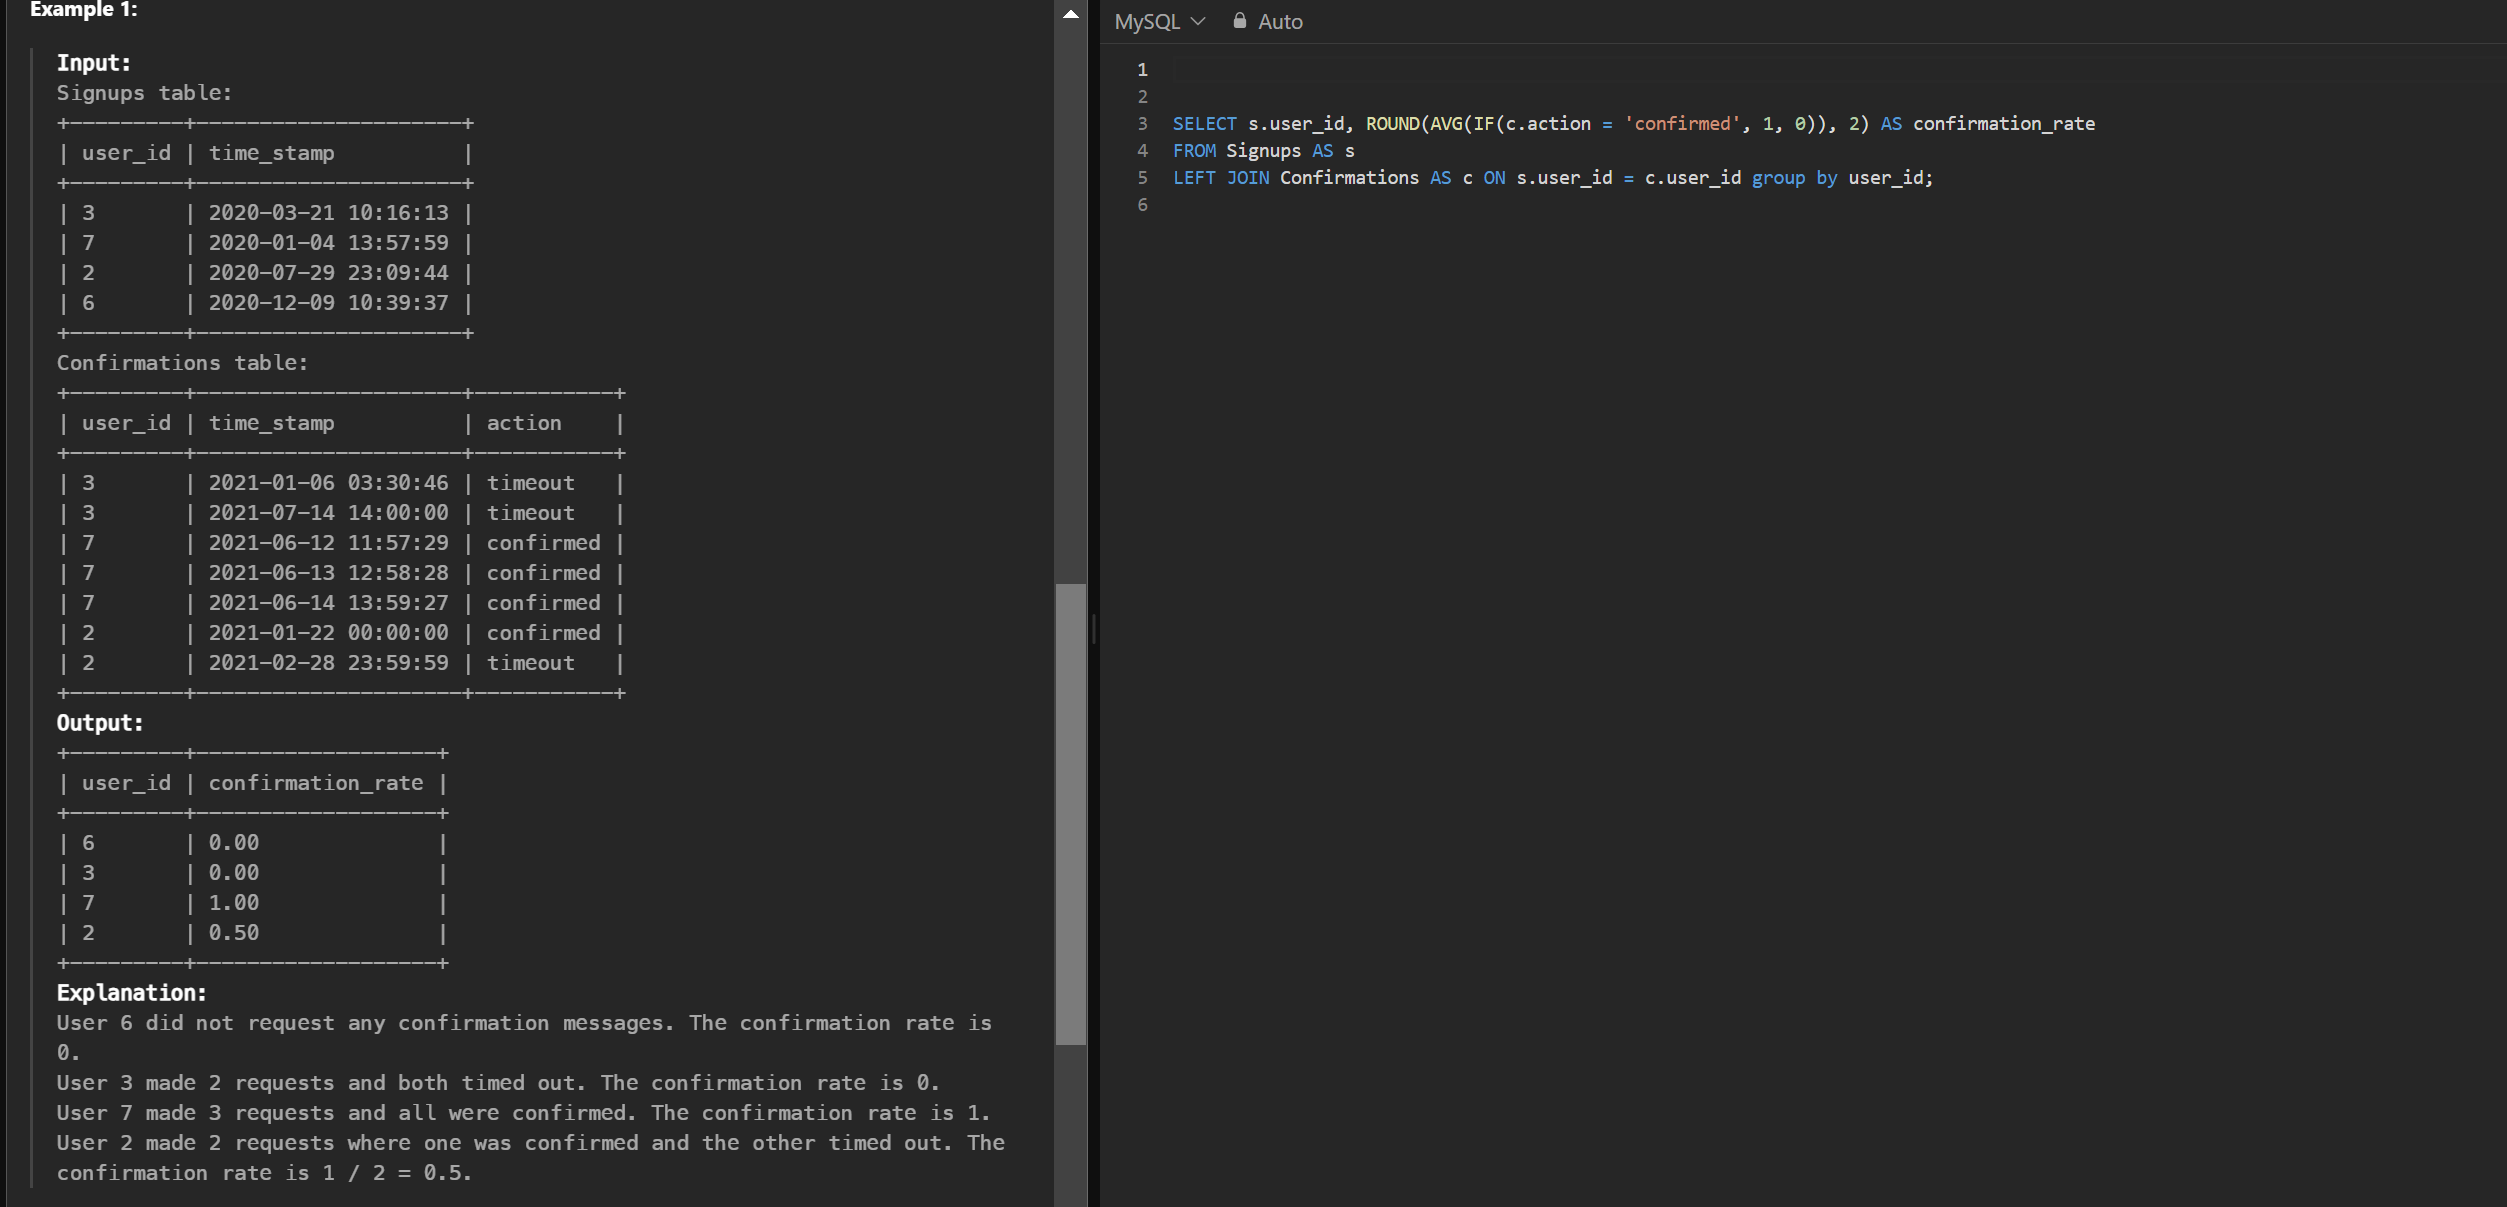 Example 1:
Input:
Signups table:
+---------+---------------------+
| user_id | time_stamp          |
+---------+---------------------+
| 3       | 2020-03-21 10:16:13 |
| 7       | 2020-01-04 13:57:59 |
| 2       | 2020-07-29 23:09:44 |
| 6       | 2020-12-09 10:39:37 |
+---------+---------------------+
Confirmations table:
+---------+---------------------+-----------+
| user_id | time_stamp          | action    |
+---------+---------------------+-----------+
| 3       | 2021-01-06 03:30:46 | timeout   |
| 3       | 2021-07-14 14:00:00 | timeout   |
| 7       | 2021-06-12 11:57:29 | confirmed |
| 7       | 2021-06-13 12:58:28 | confirmed |
| 7       | 2021-06-14 13:59:27 | confirmed |
| 2       | 2021-01-22 00:00:00 | confirmed |
| 2       | 2021-02-28 23:59:59 | timeout   |
+---------+---------------------+-----------+
Output:
+---------+-------------------+
| user_id | confirmation_rate |
+---------+-------------------+
| 6       | 0.00              |
| 3       | 0.00              |
| 7       | 1.00              |
| 2       | 0.50              |
+---------+-------------------+
Explanation:
User 6 did not request any confirmation messages. The confirmation rate is
0.
User 3 made 2 requests and both timed out. The confirmation rate is 0.
User 7 made 3 requests and all were confirmed. The confirmation rate is 1.
User 2 made 2 requests where one was confirmed and the other timed out. The
confirmation rate is 1 / 2 = 0.5.
MySQL Auto
1
2
3 SELECT s.user_id, ROUND(AVG(IF(c.action = 'confirmed', 1, 0)), 2) AS confirmation_rate
4 FROM Signups AS s
5 LEFT JOIN Confirmations AS c ON s.user_id = c.user_id group by user_id;
6